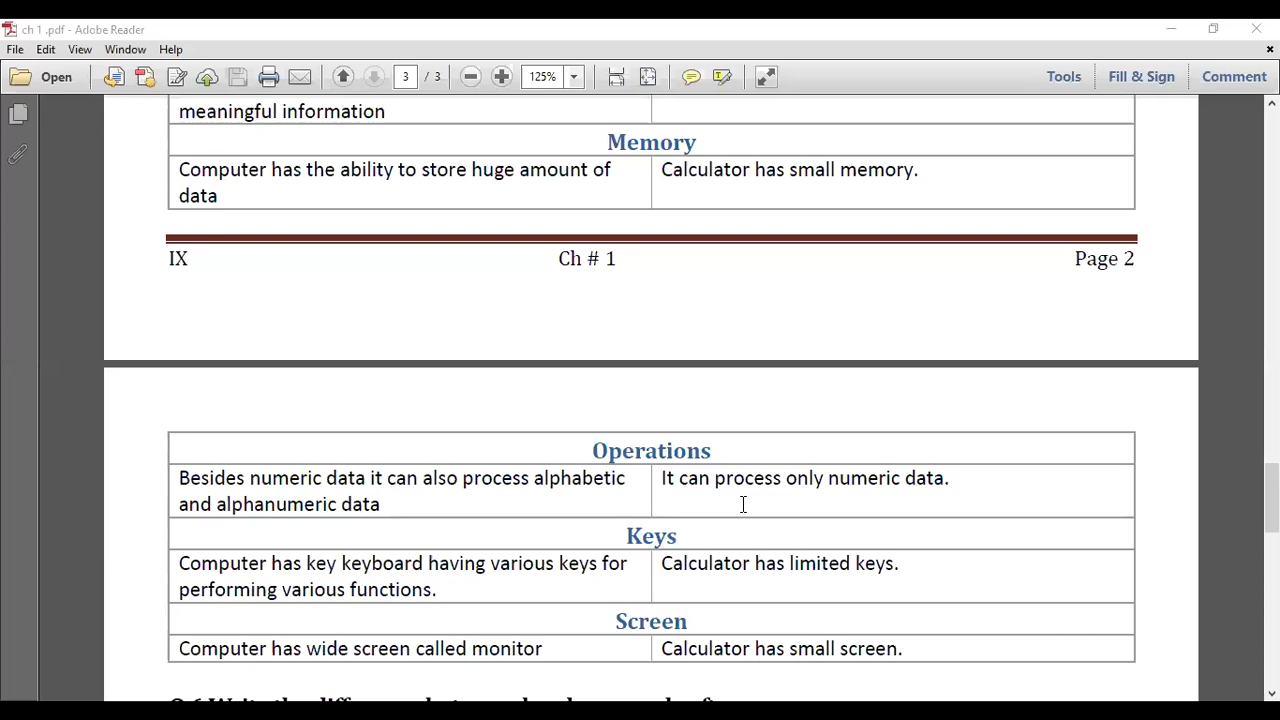 ch 1 .pdf - Adobe Reader
File Edit View Window Help
Open 3 / 3 125% Tools Fill & Sign Comment
meaningful information
Memory
Computer has the ability to store huge amount of
data
Calculator has small memory.
IX Ch # 1 Page 2
Operations
Besides numeric data it can also process alphabetic
and alphanumeric data
It can process only numeric data.
Keys
Computer has key keyboard having various keys for
performing various functions.
Calculator has limited keys.
Screen
Computer has wide screen called monitor
Calculator has small screen.